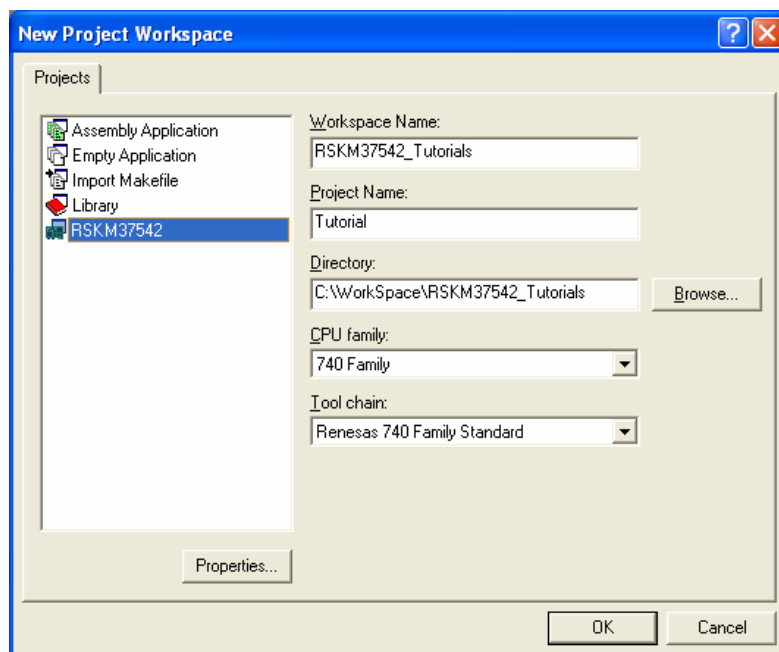 New Project Workspace
Projects
Assembly Application
Empty Application
Import Makefile
Library
RSKM37542
Workspace Name:
RSKM37542_Tutorials
Project Name:
Tutorial
Directory:
C:\WorkSpace\RSKM37542_Tutorials
Browse...
CPU family:
740 Family
Tool chain:
Renesas 740 Family Standard
Properties...
OK
Cancel